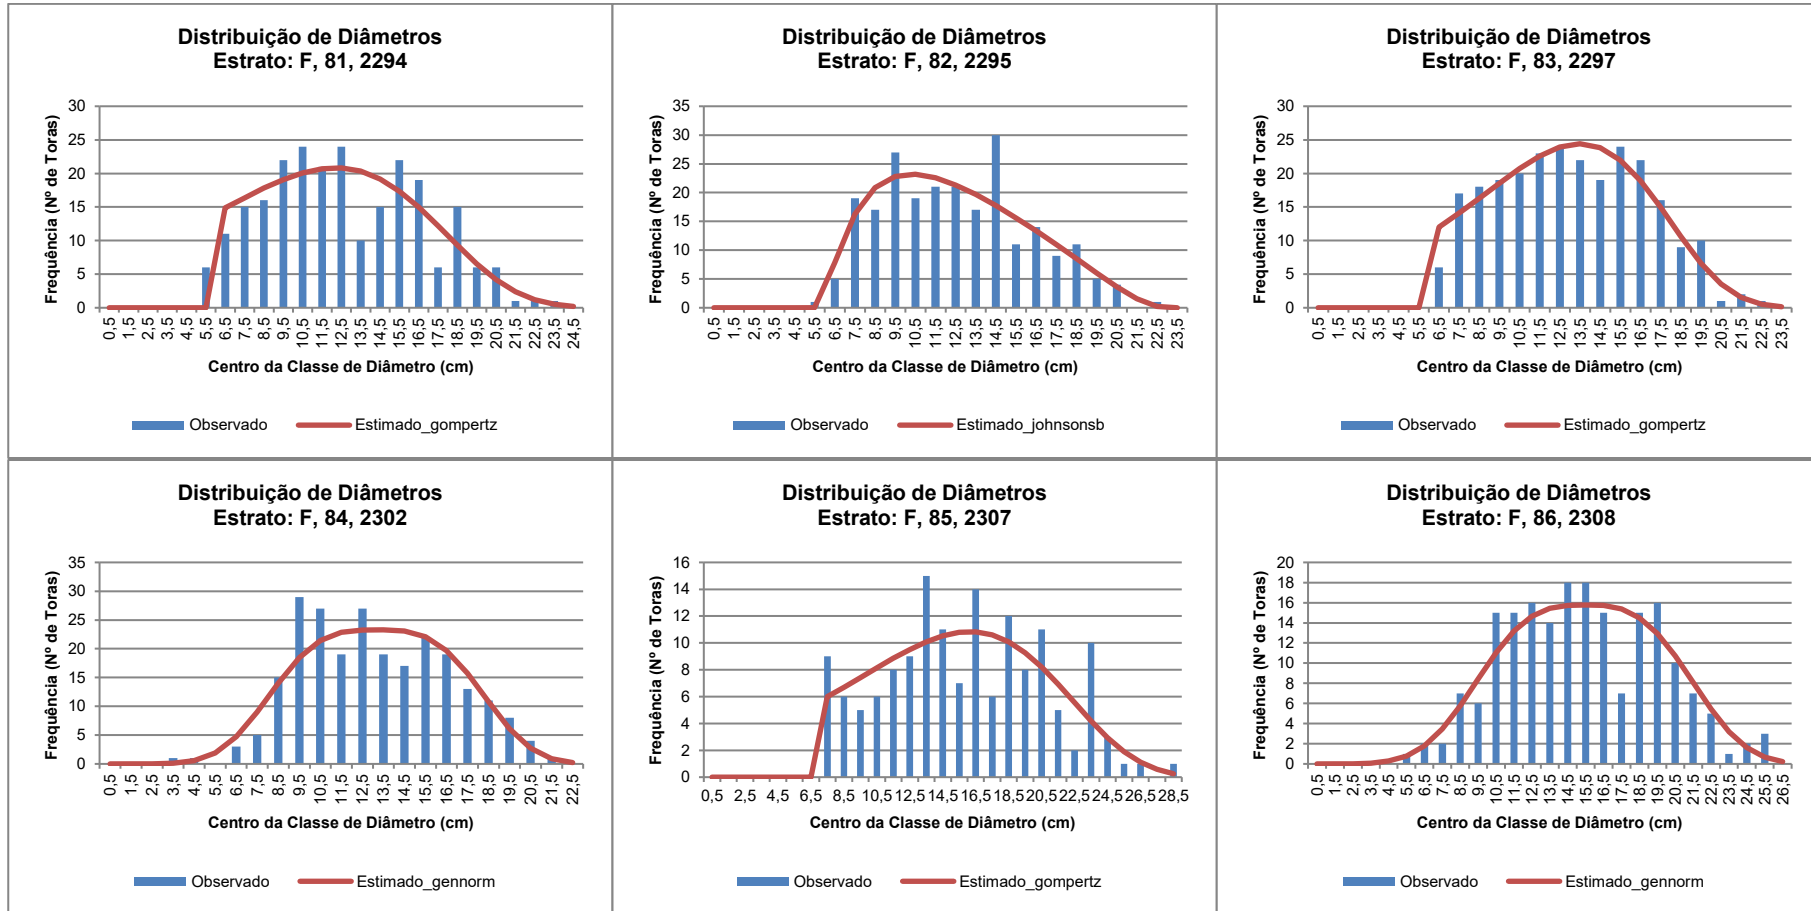 Distribuição de Diâmetros
Estrato: F, 81, 2294
Frequência (Nº de Toras)
30
25
20
15
10
5
0
0,5 1,5 2,5 3,5 4,5 5,5 6,5 7,5 8,5 9,5 10,5 11,5 12,5 13,5 14,5 15,5 16,5 17,5 18,5 19,5 20,5 21,5 22,5 23,5 24,5
Centro da Classe de Diâmetro (cm)
Observado Estimado_gompertz
Distribuição de Diâmetros
Estrato: F, 82, 2295
Frequência (Nº de Toras)
35
30
25
20
15
10
5
0
0,5 1,5 2,5 3,5 4,5 5,5 6,5 7,5 8,5 9,5 10,5 11,5 12,5 13,5 14,5 15,5 16,5 17,5 18,5 19,5 20,5 21,5 22,5 23,5
Centro da Classe de Diâmetro (cm)
Observado Estimado_johnsonsb
Distribuição de Diâmetros
Estrato: F, 83, 2297
Frequência (Nº de Toras)
30
25
20
15
10
5
0
0,5 1,5 2,5 3,5 4,5 5,5 6,5 7,5 8,5 9,5 10,5 11,5 12,5 13,5 14,5 15,5 16,5 17,5 18,5 19,5 20,5 21,5 22,5 23,5
Centro da Classe de Diâmetro (cm)
Observado Estimado_gompertz
Distribuição de Diâmetros
Estrato: F, 84, 2302
Frequência (Nº de Toras)
35
30
25
20
15
10
5
0
0,5 1,5 2,5 3,5 4,5 5,5 6,5 7,5 8,5 9,5 10,5 11,5 12,5 13,5 14,5 15,5 16,5 17,5 18,5 19,5 20,5 21,5 22,5
Centro da Classe de Diâmetro (cm)
Observado Estimado_gennorm
Distribuição de Diâmetros
Estrato: F, 85, 2307
Frequência (Nº de Toras)
16
14
12
10
8
6
4
2
0
0,5 2,5 4,5 6,5 8,5 10,5 12,5 14,5 16,5 18,5 20,5 22,5 24,5 26,5 28,5
Centro da Classe de Diâmetro (cm)
Observado Estimado_gompertz
Distribuição de Diâmetros
Estrato: F, 86, 2308
Frequência (Nº de Toras)
20
18
16
14
12
10
8
6
4
2
0
0,5 1,5 2,5 3,5 4,5 5,5 6,5 7,5 8,5 9,5 10,5 11,5 12,5 13,5 14,5 15,5 16,5 17,5 18,5 19,5 20,5 21,5 22,5 23,5 24,5 25,5 26,5
Centro da Classe de Diâmetro (cm)
Observado Estimado_gennorm